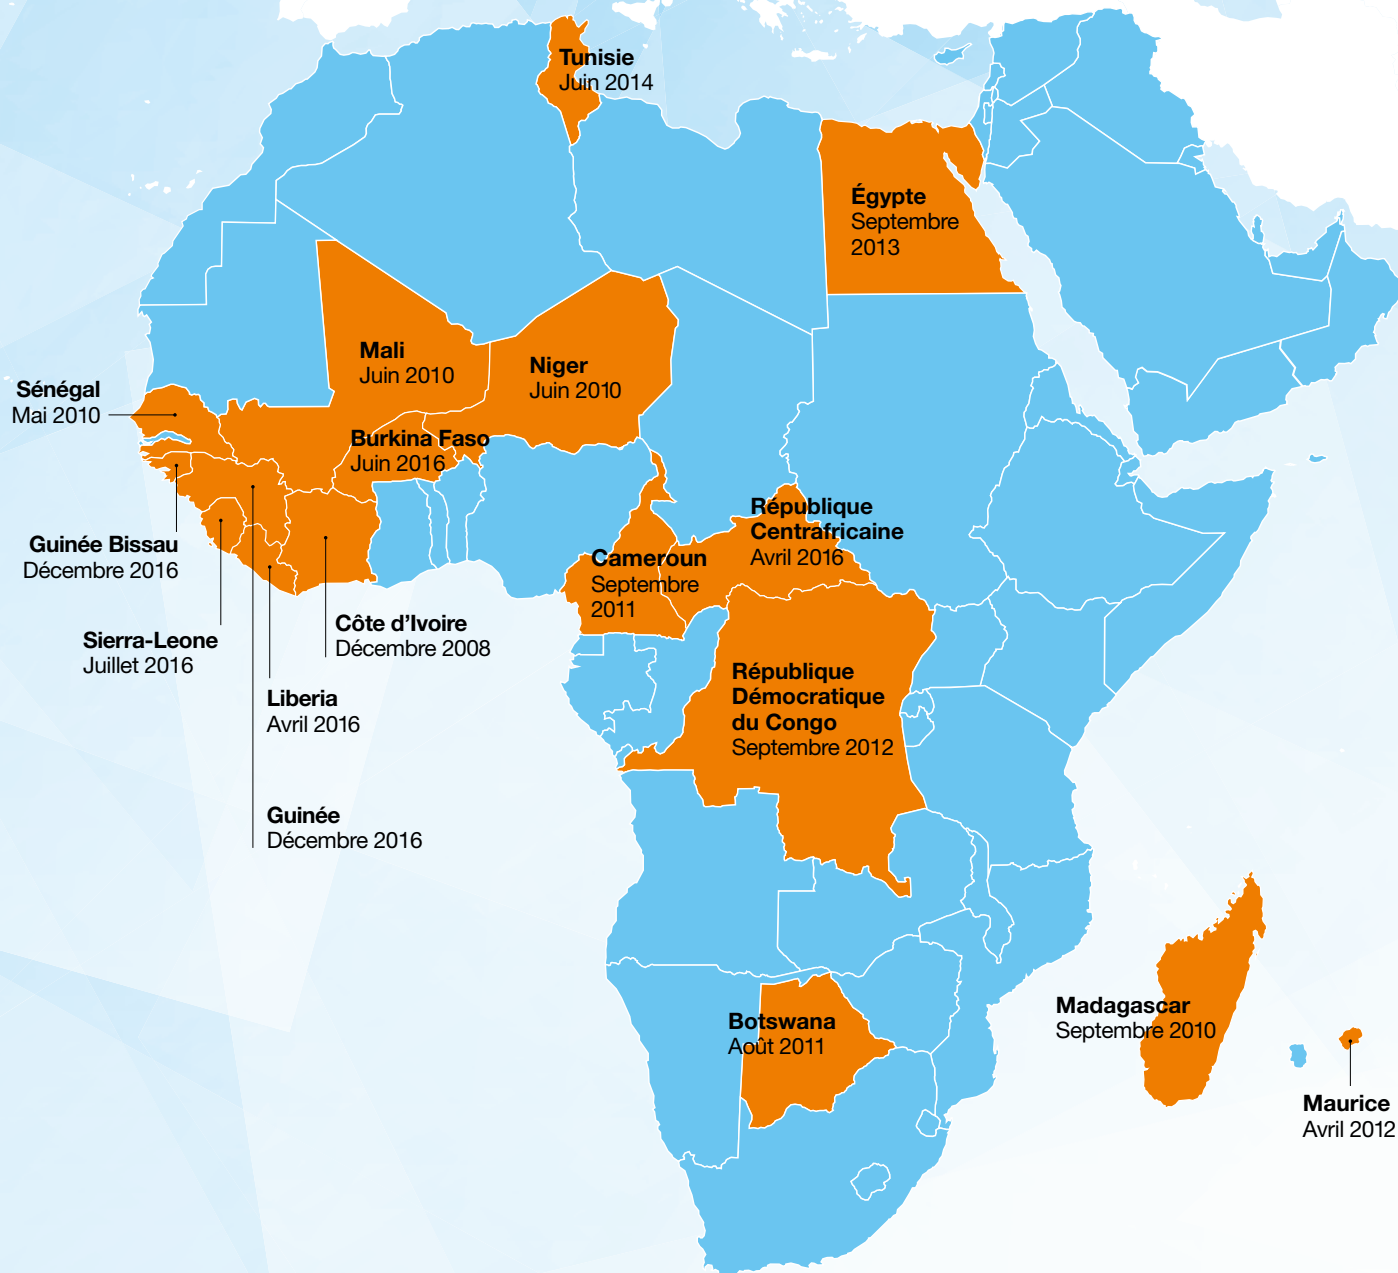 Tunisie
Juin 2014
Égypte
Septembre
2013
Mali
Juin 2010
Niger
Juin 2010
Sénégal
Mai 2010
Burkina Faso
Juin 2016
République
Centrafricaine
Avril 2016
Guinée Bissau
Décembre 2016
Cameroun
Septembre
2011
Sierra-Leone
Juillet 2016
Côte d'Ivoire
Décembre 2008
Liberia
Avril 2016
République
Démocratique
du Congo
Septembre 2012
Guinée
Décembre 2016
Botswana
Août 2011
Madagascar
Septembre 2010
Maurice
Avril 2012